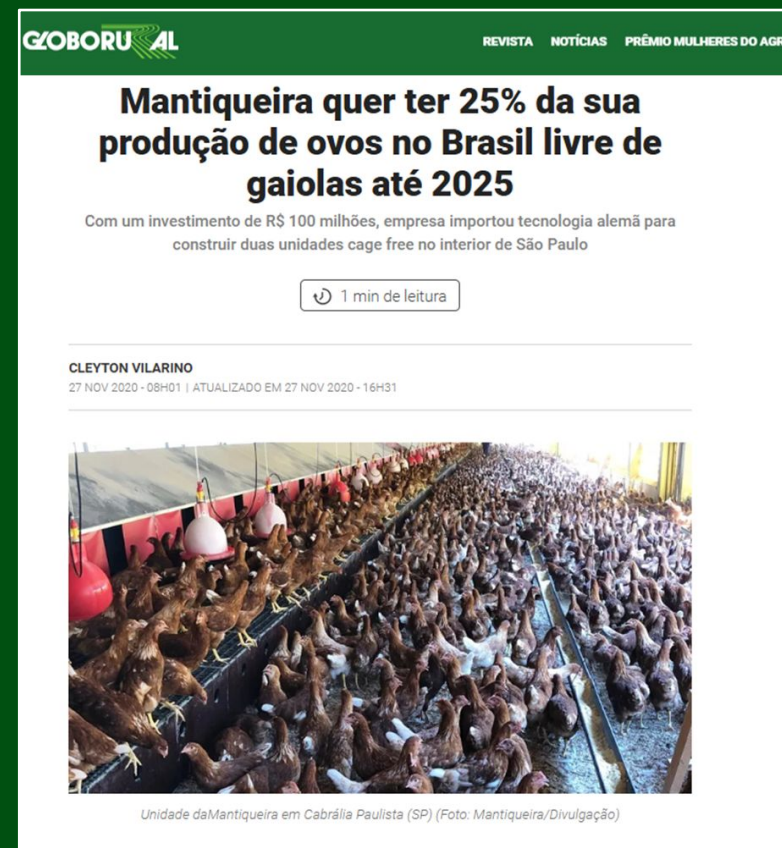 GLOBORURAL
REVISTA NOTÍCIAS PRÊMIO MULHERES DO AGR
Mantiqueira quer ter 25% da sua
produção de ovos no Brasil livre de
gaiolas até 2025
Com um investimento de R$ 100 milhões, empresa importou tecnologia alemã para
construir duas unidades cage free no interior de São Paulo
1 min de leitura
CLEYTON VILARINO
27 NOV 2020 - 08H01 | ATUALIZADO EM 27 NOV 2020 - 16H31
Unidade daMantiqueira em Cabrália Paulista (SP) (Foto: Mantiqueira/Divulgação)